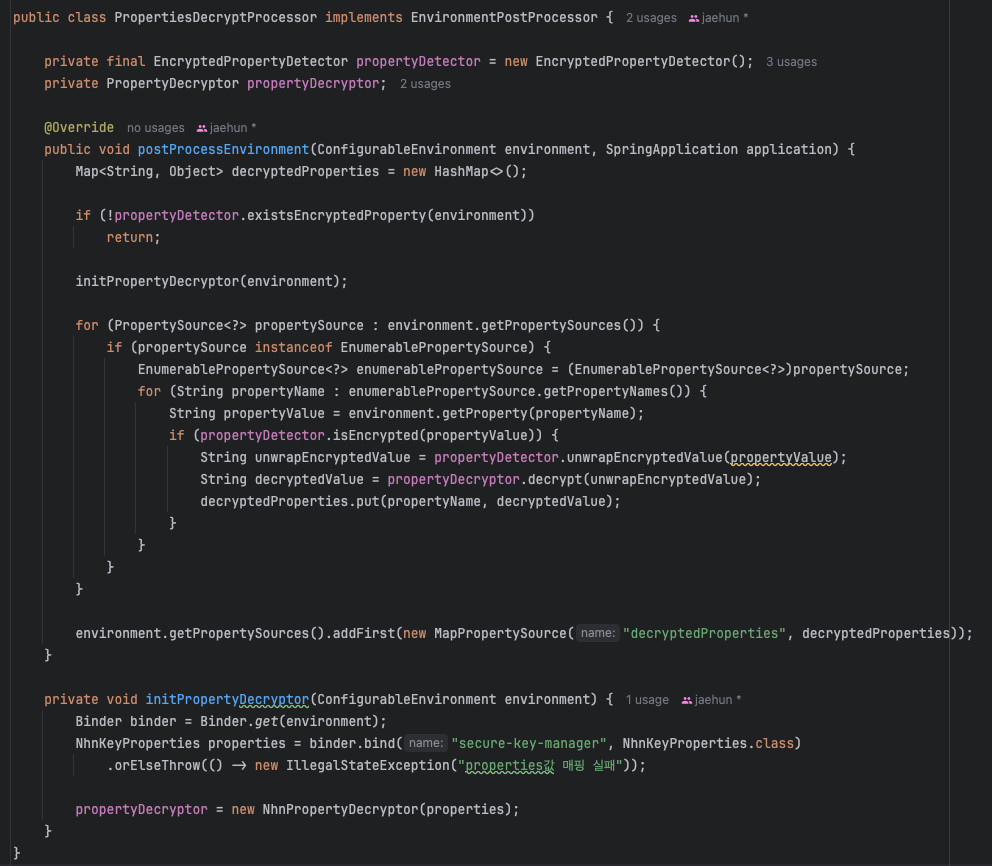 public class PropertiesDecryptProcessor implements EnvironmentPostProcessor {  2 usages  jaehun *
    private final EncryptedPropertyDetector propertyDetector = new EncryptedPropertyDetector();  3 usages
    private PropertyDecryptor propertyDecryptor;  2 usages
    @Override  no usages  jaehun *
    public void postProcessEnvironment(ConfigurableEnvironment environment, SpringApplication application) {
        Map<String, Object> decryptedProperties = new HashMap<>();
        if (!propertyDetector.existsEncryptedProperty(environment))
            return;
        initPropertyDecryptor(environment);
        for (PropertySource<?> propertySource : environment.getPropertySources()) {
            if (propertySource instanceof EnumerablePropertySource) {
                EnumerablePropertySource<?> enumerablePropertySource = (EnumerablePropertySource<?>)propertySource;
                for (String propertyName : enumerablePropertySource.getPropertyNames()) {
                    String propertyValue = environment.getProperty(propertyName);
                    if (propertyDetector.isEncrypted(propertyValue)) {
                        String unwrapEncryptedValue = propertyDetector.unwrapEncryptedValue(propertyValue);
                        String decryptedValue = propertyDecryptor.decrypt(unwrapEncryptedValue);
                        decryptedProperties.put(propertyName, decryptedValue);
                    }
                }
            }
        }
        environment.getPropertySources().addFirst(new MapPropertySource( name: "decryptedProperties", decryptedProperties));
    }
    private void initPropertyDecryptor(ConfigurableEnvironment environment) {  1 usage  jaehun *
        Binder binder = Binder.get(environment);
        NhnKeyProperties properties = binder.bind( name: "secure-key-manager", NhnKeyProperties.class)
            .orElseThrow(() -> new IllegalStateException("properties값 매핑 실패"));
        propertyDecryptor = new NhnPropertyDecryptor(properties);
    }
}